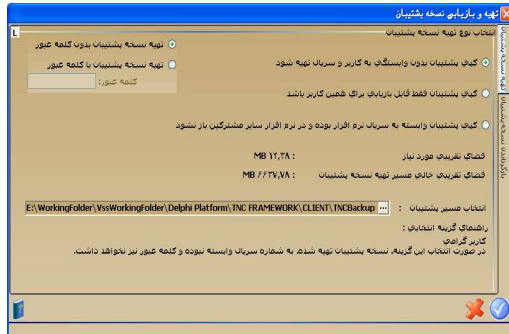 تهیه و بازیابی نسخه پشتیبان
انتخاب نوع تهیه نسخه پشتیبان
L
کپی پشتیبان بدون وابستگی به کاربر و سریال تهیه شود
تهیه نسخه پشتیبان بدون کلمه عبور
تهیه نسخه پشتیبان با کلمه عبور
کلمه عبور:
کپی پشتیبان فقط قابل بازیابی برای همین کاربر باشد
کپی پشتیبان وابسته به سریال نرم افزار بوده و در نرم افزار سایر مشترکین باز نشود
فضای تقریبی مورد نیاز : ۱۲,۳۸ MB
فضای تقریبی خالی مسیر تهیه نسخه پشتیبان : ۶۶۳۷,۷۸ MB
انتخاب مسیر پشتیبان : ... E:\WorkingFolder\VssWorkingFolder\Delphi Platform\TNC FRAMEWORK\CLIENT\TNCBackup
راهنمای گزینه انتخابی :
کاربر گرامی
در صورت انتخاب این گزینه، نسخه پشتیبان تهیه شده، به شماره سریال وابسته نبوده و کلمه عبور نیز نخواهد داشت.
تهیه نسخه پشتیبان
بازگرداندن نسخه پشتیبان